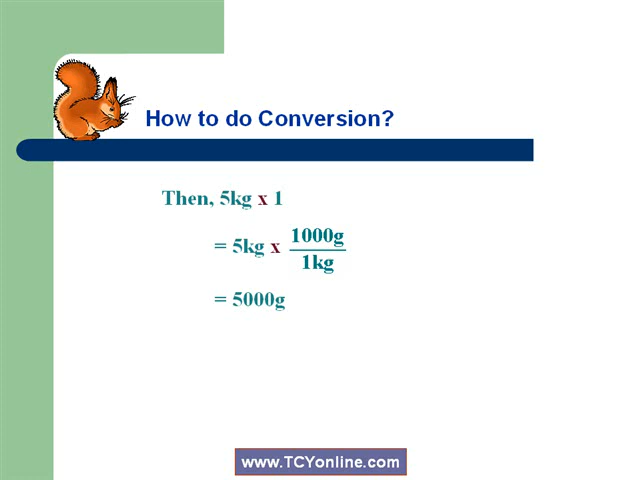 How to do Conversion?
Then, 5kg x 1
= 5kg x 1000g
1kg
= 5000g
www.TCYonline.com